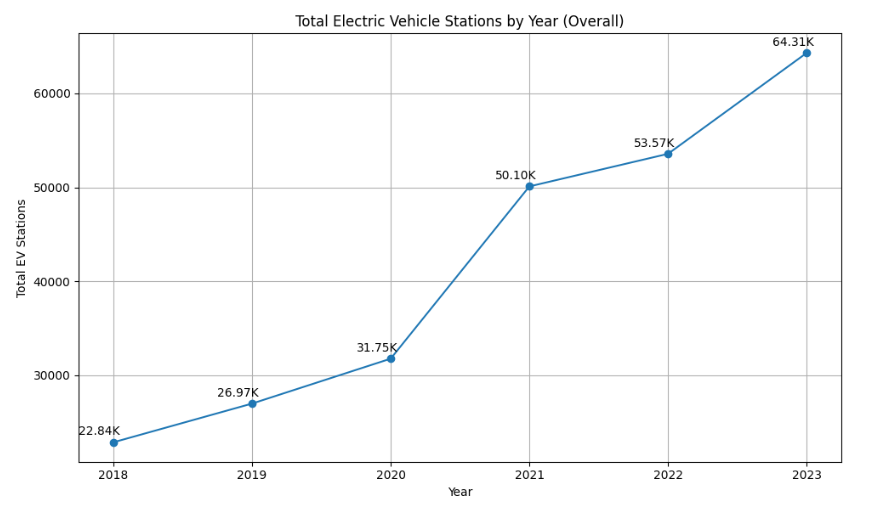 Total Electric Vehicle Stations by Year (Overall)
64.31K
60000
53.57K
50.10K
50000
Total EV Stations
40000
31.75K
30000
26.97K
22.84K
2018 2019 2020 2021 2022 2023
Year